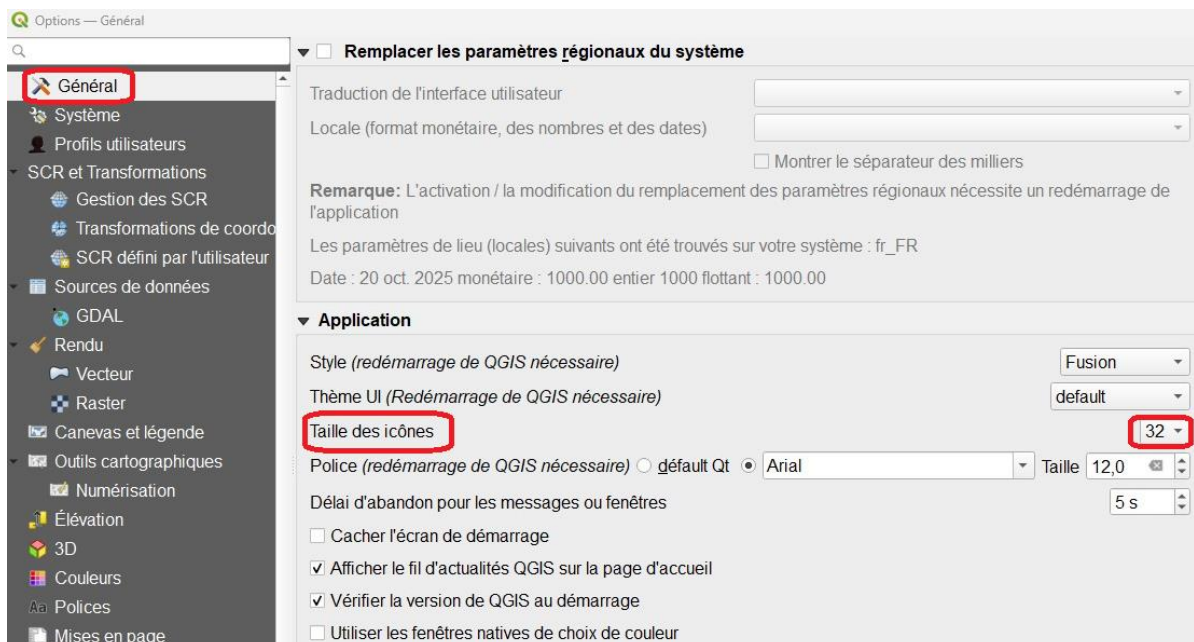 Options — Général
Général
Système
Profils utilisateurs
SCR et Transformations
Gestion des SCR
Transformations de coordo
SCR défini par l'utilisateur
Sources de données
GDAL
Rendu
Vecteur
Raster
Canevas et légende
Outils cartographiques
Numérisation
Élévation
3D
Couleurs
Aa Polices
Mises en page
Remplacer les paramètres régionaux du système
Traduction de l'interface utilisateur
Locale (format monétaire, des nombres et des dates)
Montrer le séparateur des milliers
Remarque: L'activation / la modification du remplacement des paramètres régionaux nécessite un redémarrage de
l'application
Les paramètres de lieu (locales) suivants ont été trouvés sur votre système : fr_FR
Date : 20 oct. 2025 monétaire : 1000.00 entier 1000 flottant : 1000.00
Application
Style (redémarrage de QGIS nécessaire) Fusion
Thème UI (Redémarrage de QGIS nécessaire) default
Taille des icônes 32
Police (redémarrage de QGIS nécessaire) défault Qt Arial Taille 12,0
Délai d'abandon pour les messages ou fenêtres 5 s
Cacher l'écran de démarrage
Afficher le fil d'actualités QGIS sur la page d'accueil
Vérifier la version de QGIS au démarrage
Utiliser les fenêtres natives de choix de couleur